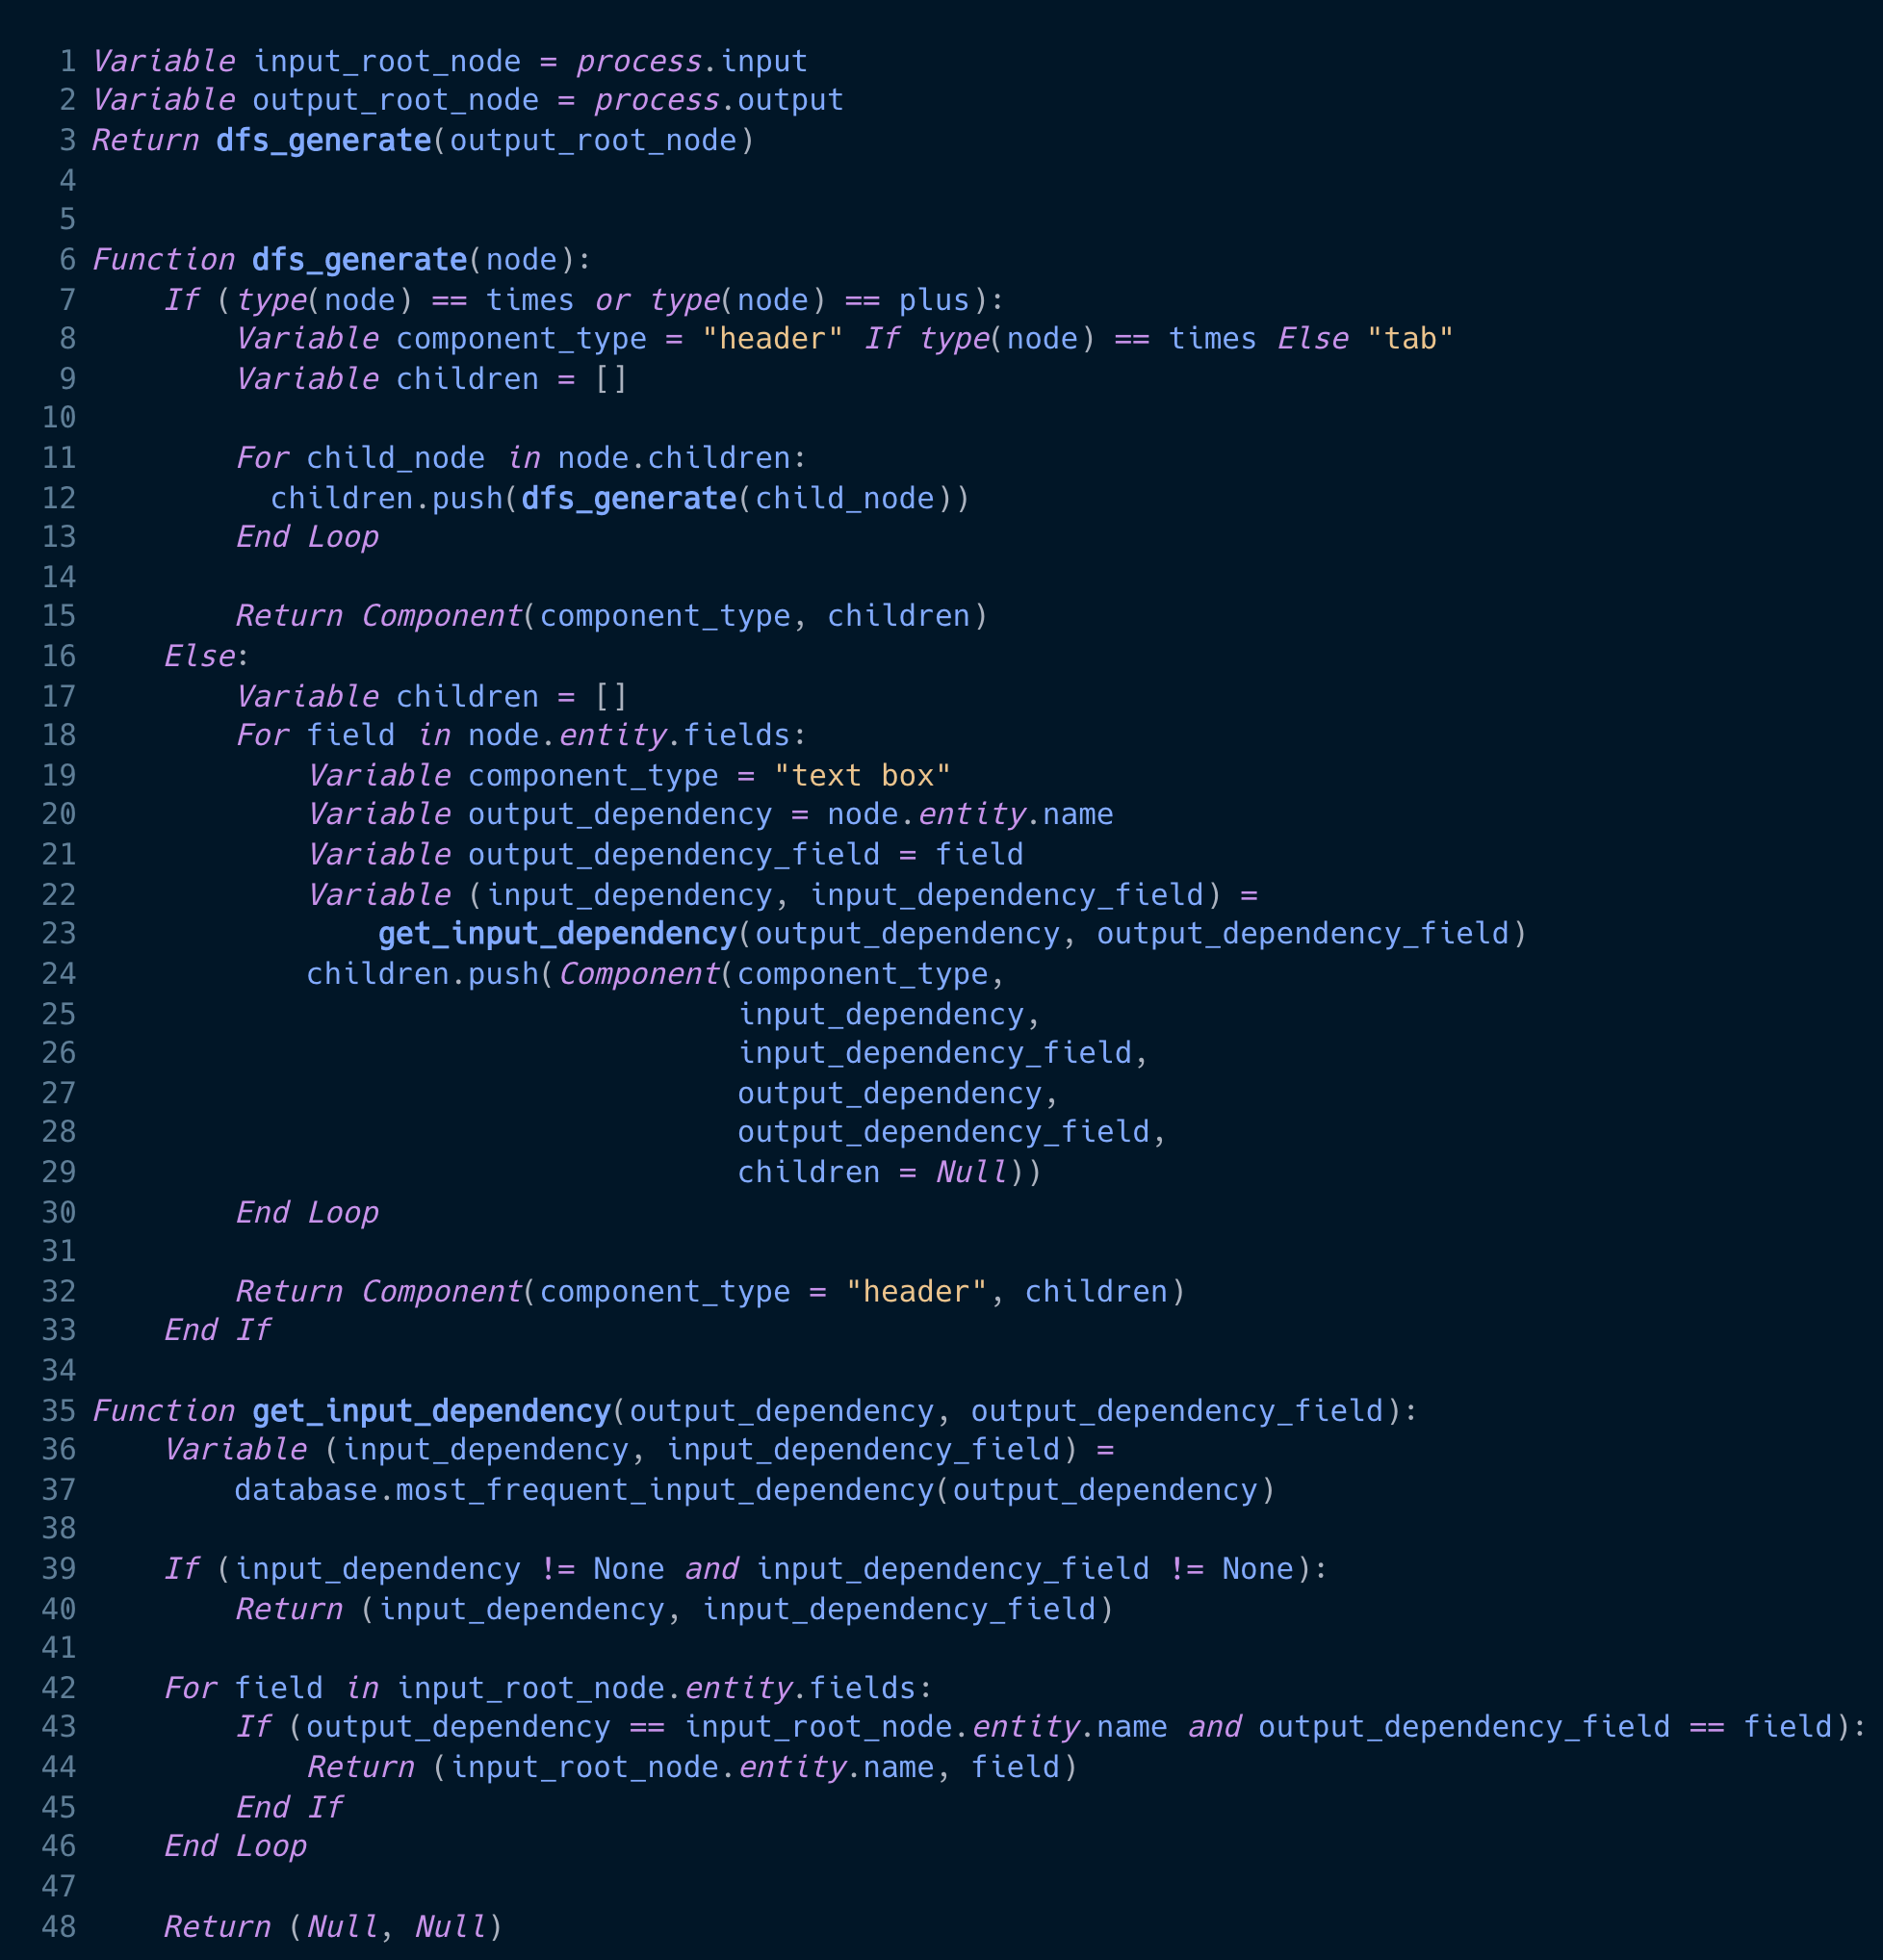 1 Variable input_root_node = process.input
2 Variable output_root_node = process.output
3 Return dfs_generate(output_root_node)
4
5
6 Function dfs_generate(node):
7     If (type(node) == times or type(node) == plus):
8         Variable component_type = "header" If type(node) == times Else "tab"
9         Variable children = []
10
11         For child_node in node.children:
12           children.push(dfs_generate(child_node))
13         End Loop
14
15         Return Component(component_type, children)
16     Else:
17         Variable children = []
18         For field in node.entity.fields:
19             Variable component_type = "text box"
20             Variable output_dependency = node.entity.name
21             Variable output_dependency_field = field
22             Variable (input_dependency, input_dependency_field) =
23                 get_input_dependency(output_dependency, output_dependency_field)
24             children.push(Component(component_type,
25                                     input_dependency,
26                                     input_dependency_field,
27                                     output_dependency,
28                                     output_dependency_field,
29                                     children = Null))
30         End Loop
31
32         Return Component(component_type = "header", children)
33     End If
34
35 Function get_input_dependency(output_dependency, output_dependency_field):
36     Variable (input_dependency, input_dependency_field) =
37         database.most_frequent_input_dependency(output_dependency)
38
39     If (input_dependency != None and input_dependency_field != None):
40         Return (input_dependency, input_dependency_field)
41
42     For field in input_root_node.entity.fields:
43         If (output_dependency == input_root_node.entity.name and output_dependency_field == field):
44             Return (input_root_node.entity.name, field)
45         End If
46     End Loop
47
48     Return (Null, Null)